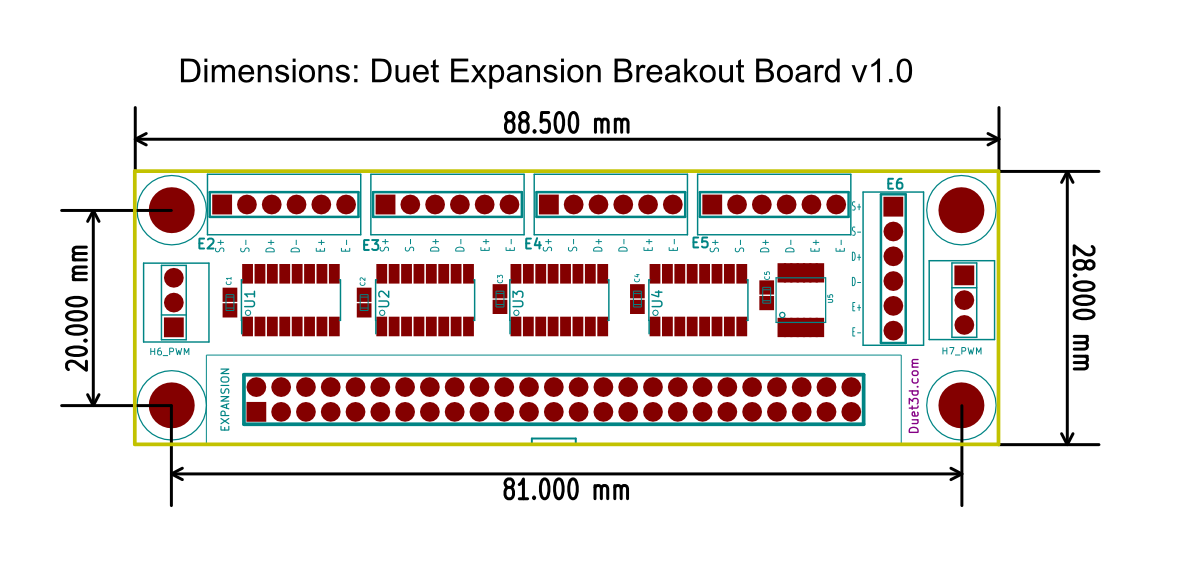 Dimensions: Duet Expansion Breakout Board v1.0
88.500 mm
E6
E2 S+ S- D+ D- E+ E-
E3 S+ S- D+ D- E+ E-
E4 S+ S- D+ D- E+ E-
E5 S+ S- D+ D- E+ E-
S+
S-
D+
D-
E+
E-
20.000 mm
28.000 mm
C1 U1
C2 U2
C3 U3
C4 U4
C5 U5
H6_PWM
H7_PWM
EXPANSION
Duet3d.com
81.000 mm